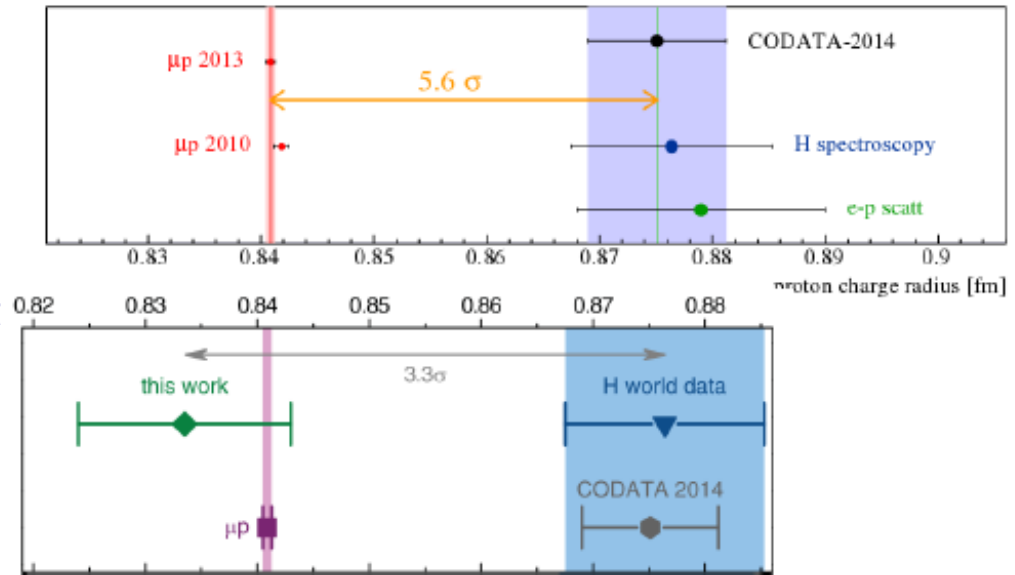 CODATA-2014
μp 2013
5.6 σ
μp 2010
H spectroscopy
e-p scatt
0.83 0.84 0.85 0.86 0.87 0.88 0.89 0.9
proton charge radius [fm]
0.82 0.83 0.84 0.85 0.86 0.87 0.88
3.3σ
this work
H world data
CODATA 2014
μp